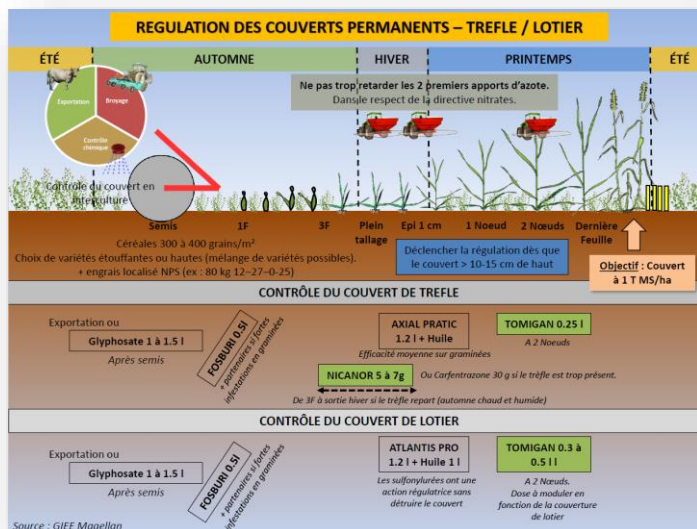 REGULATION DES COUVERTS PERMANENTS – TREFLE / LOTIER
ÉTÉ
AUTOMNE
HIVER
PRINTEMPS
ÉTÉ
Exportation
Broyage
Contrôle
chimique
Ne pas trop retarder les 2 premiers apports d'azote.
Dans le respect de la directive nitrates.
Contrôle du couvert en
interculture
Semis
1F
3F
Plein
tallage
Epi 1 cm
1 Noeud
2 Nœuds
Dernière
Feuille
Céréales 300 à 400 grains/m²
Choix de variétés étouffantes ou hautes (mélange de variétés possibles).
+ engrais localisé NPS (ex : 80 kg 12–27–0-25)
Déclencher la régulation dès que
le couvert > 10-15 cm de haut
Objectif : Couvert
à 1 T MS/ha
CONTRÔLE DU COUVERT DE TREFLE
Exportation ou
Glyphosate 1 à 1.5 l
Après semis
FOSBURI 0.5l
+ partenaires si fortes
infestations en graminées
AXIAL PRATIC
1.2 l + Huile
Efficacité moyenne sur graminées
TOMIGAN 0.25 l
A 2 Noeuds
NICANOR 5 à 7g
Ou Carfentrazone 30 g si le trèfle est trop présent.
De 3F à sortie hiver si le trèfle repart (automne chaud et humide)
CONTRÔLE DU COUVERT DE LOTIER
Exportation ou
Glyphosate 1 à 1.5 l
Après semis
FOSBURI 0.5l
+ partenaires si fortes
infestations en graminées
ATLANTIS PRO
1.2 l + Huile 1 l
Les sulfonylurées ont une
action régulatrice sans
détruire le couvert
TOMIGAN 0.3 à
0.5 l l
A 2 Nœuds.
Dose à moduler en
fonction de la couverture
de lotier
Source : GIEE Magellan